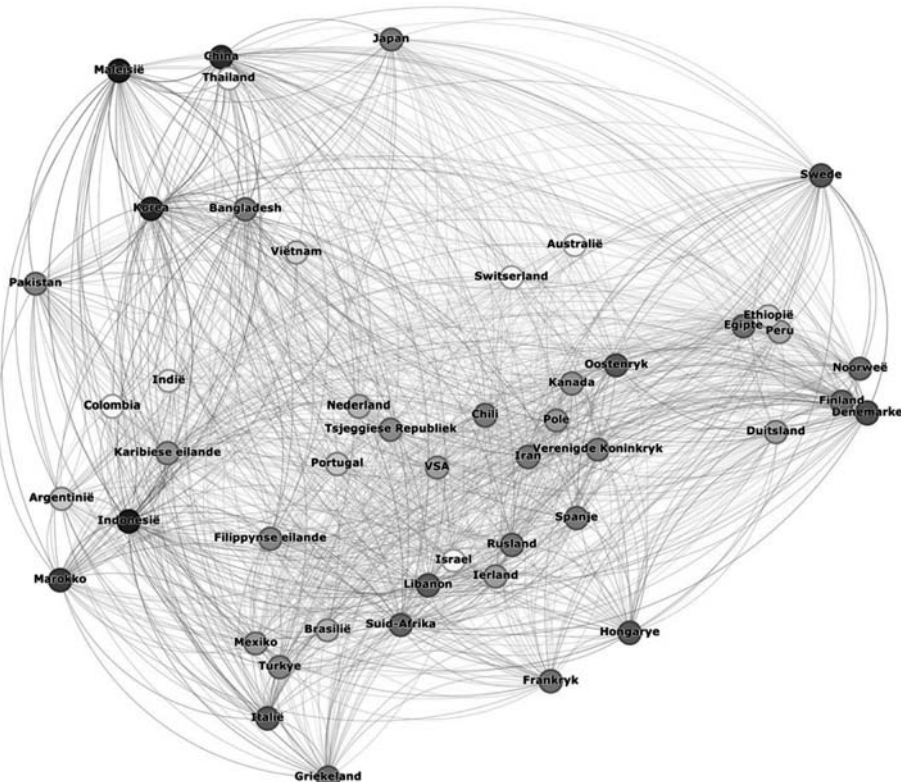 Japan
China
Maleisië
Thailand
Swede
Korea
Bangladesh
Australië
Viëtnam
Switserland
Pakistan
Ethiopië
Egipte
Peru
Oostenryk
Noorweë
Indië
Kanada
Finland
Colombia
Nederland
Denemarke
Chili
Pole
Tsjeggiese Republiek
Duitsland
Karibiese eilande
Verenigde Koninkryk
Iran
Portugal
VSA
Argentinië
Spanje
Indonesië
Filippynse eilande
Rusland
Israel
Ierland
Marokko
Libanon
Suid-Afrika
Brasilië
Hongarye
Mexiko
Turkye
Frankryk
Italië
Griekeland